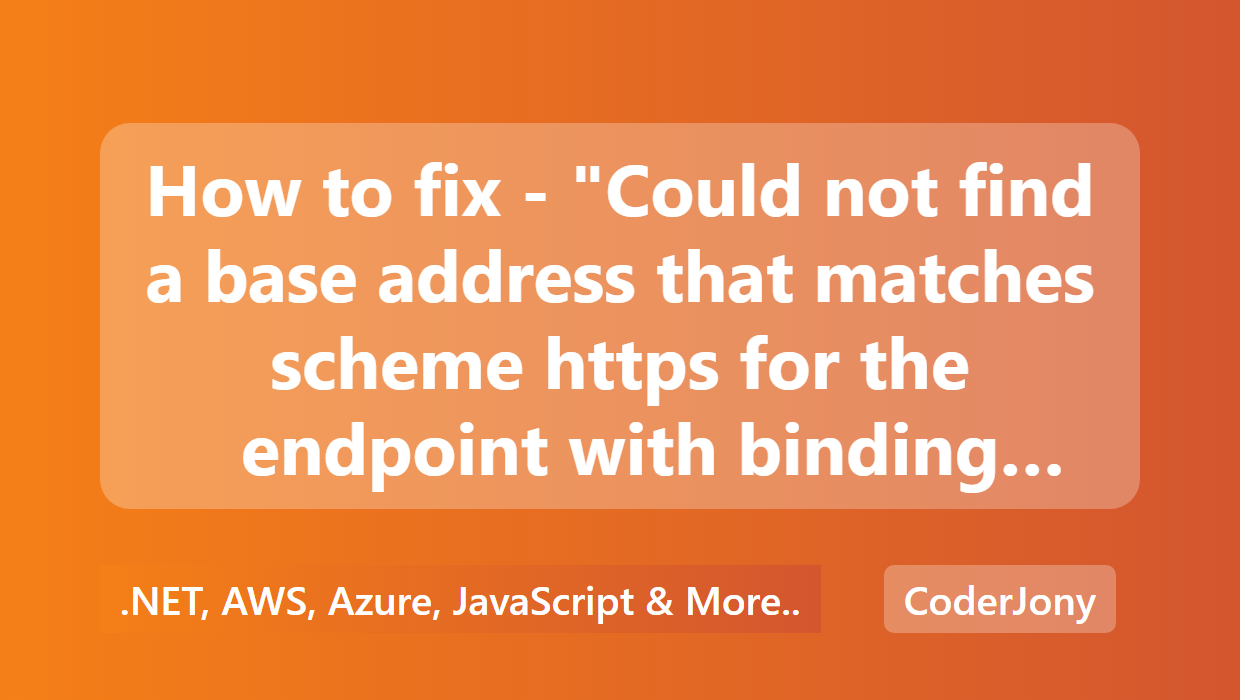 How to fix - "Could not find
a base address that matches
scheme https for the
endpoint with binding...
.NET, AWS, Azure, JavaScript & More..
CoderJony